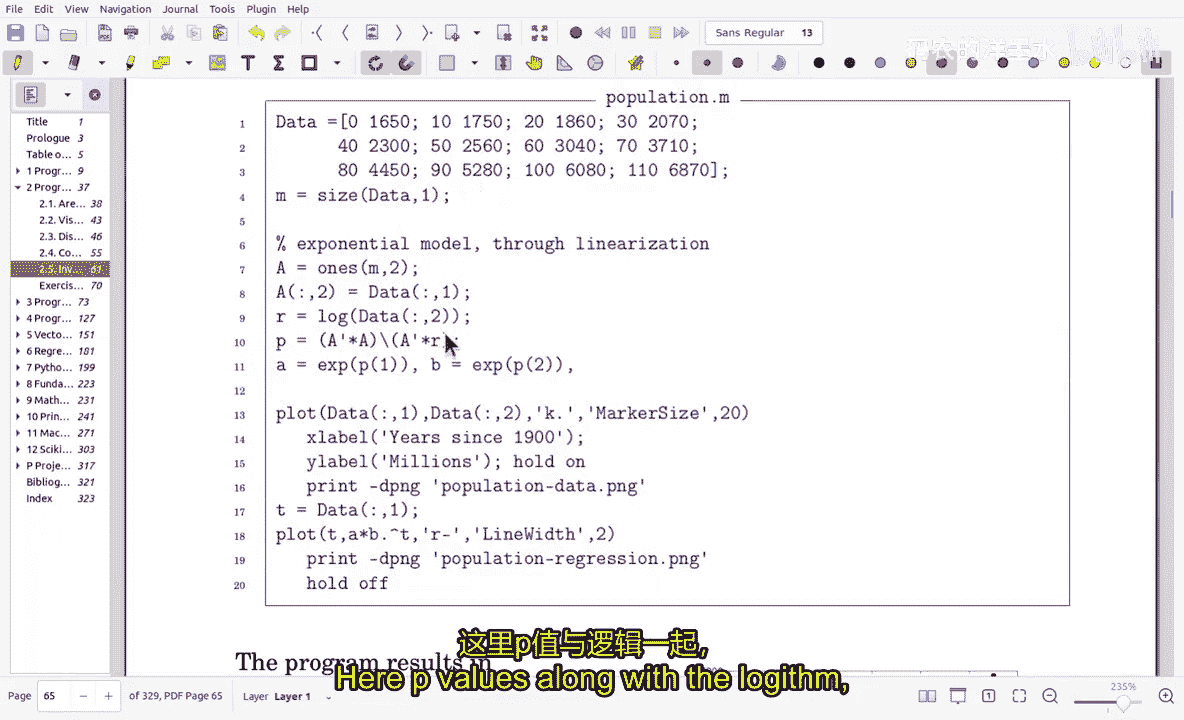 File Edit View Navigation Journal Tools Plugin Help
Sans Regular 13
population.m
1 Data =[0 1650; 10 1750; 20 1860; 30 2070;
2 40 2300; 50 2560; 60 3040; 70 3710;
3 80 4450; 90 5280; 100 6080; 110 6870];
4 m = size(Data,1);
5
6 % exponential model, through linearization
7 A = ones(m,2);
8 A(:,2) = Data(:,1);
9 r = log(Data(:,2));
10 p = (A'*A)\(A'*r);
11 a = exp(p(1)), b = exp(p(2)),
12
13 plot(Data(:,1),Data(:,2),'k.','MarkerSize',20)
14 xlabel('Years since 1900');
15 ylabel('Millions'); hold on
16 print -dpng 'population-data.png'
17 t = Data(:,1);
18 plot(t,a*b.^t,'r-','LineWidth',2)
19 print -dpng 'population-regression.png'
20 hold off
Title 1
Prologue 3
Table o... 5
1 Progr... 9
2 Progr... 37
2.1. Are... 38
2.2. Vis... 43
2.3. Dis... 46
2.4. Co... 55
2.5. Inv... 61
Exercis... 70
3 Progr... 73
4 Progr... 127
5 Vecto... 151
6 Regre... 181
7 Pytho... 199
8 Funda... 223
9 Math... 231
10 Prin... 241
11 Mac... 271
12 Sciki... 303
P Proje... 317
Bibliog... 321
Index 323
The program results in
这里p值与逻辑一起,
Here p values along with the logithm,
Page 65 of 329, PDF Page 65 Layer Layer 1 235%